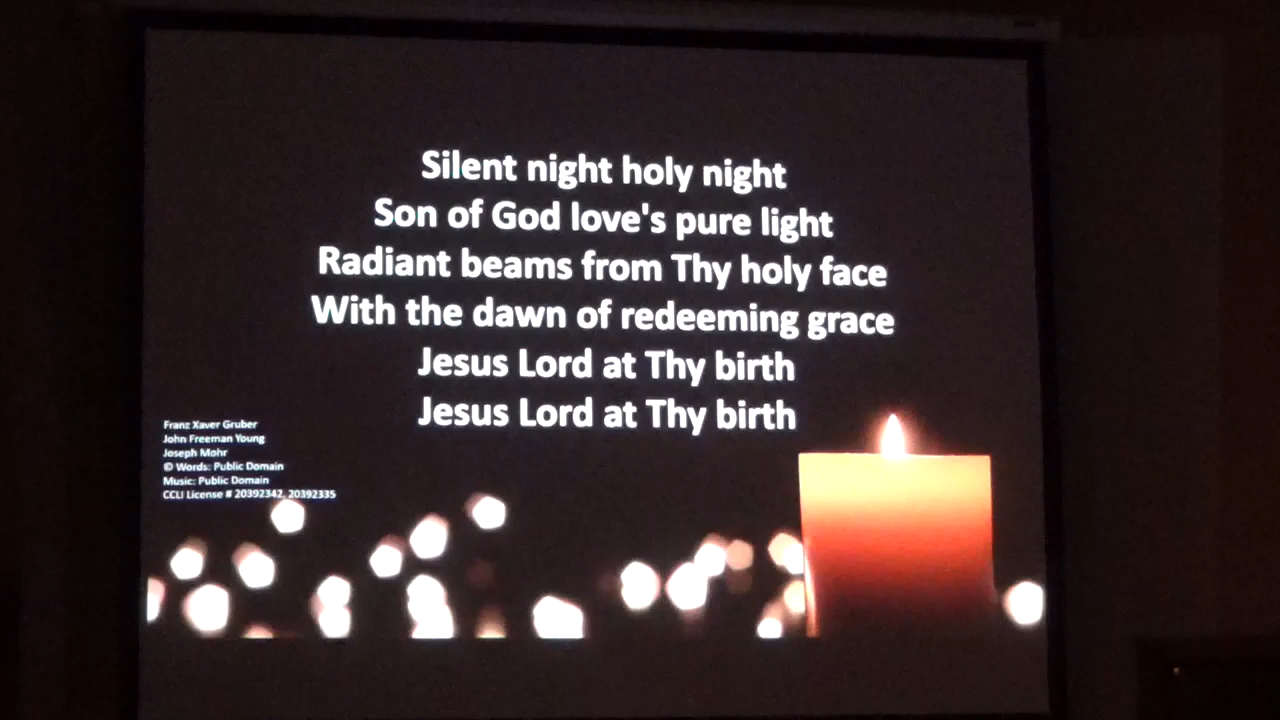 Silent night holy night
Son of God love's pure light
Radiant beams from Thy holy face
With the dawn of redeeming grace
Jesus Lord at Thy birth
Jesus Lord at Thy birth
Franz Xaver Gruber
John Freeman Young
Joseph Mohr
© Words: Public Domain
Music: Public Domain
CCLI License # 20392342, 20392335